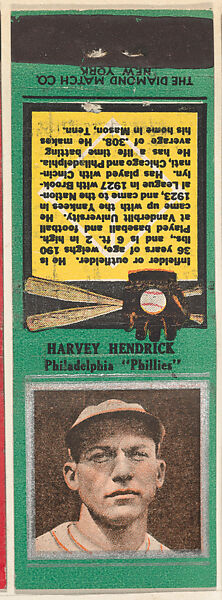 HARVEY HENDRICK
Philadelphia "Phillies"
Infielder or outfielder. He is
36 years of age, weighs 190
lbs., and is 6 ft. 2 in. high.
Played baseball and football
at Vanderbilt University. He
came up with the Yankees in
1923, and came to the Nation-
al League in 1927 with Brook-
lyn. Has played with Cincin-
nati, Chicago and Philadelphia.
He has a life time batting
average of .308. He makes
his home in Mason, Tenn.
THE DIAMOND MATCH CO.
NEW YORK